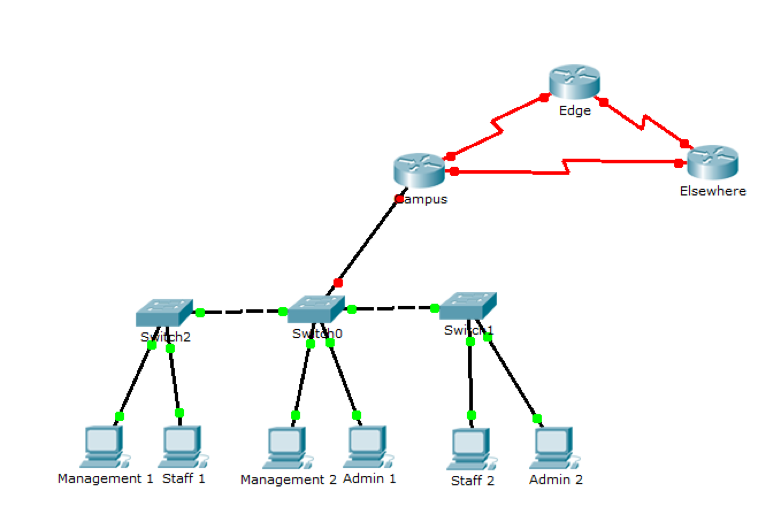 Edge
Elsewhere
Campus
Switch2
Switch0
Switch1
Management 1
Staff 1
Management 2
Admin 1
Staff 2
Admin 2